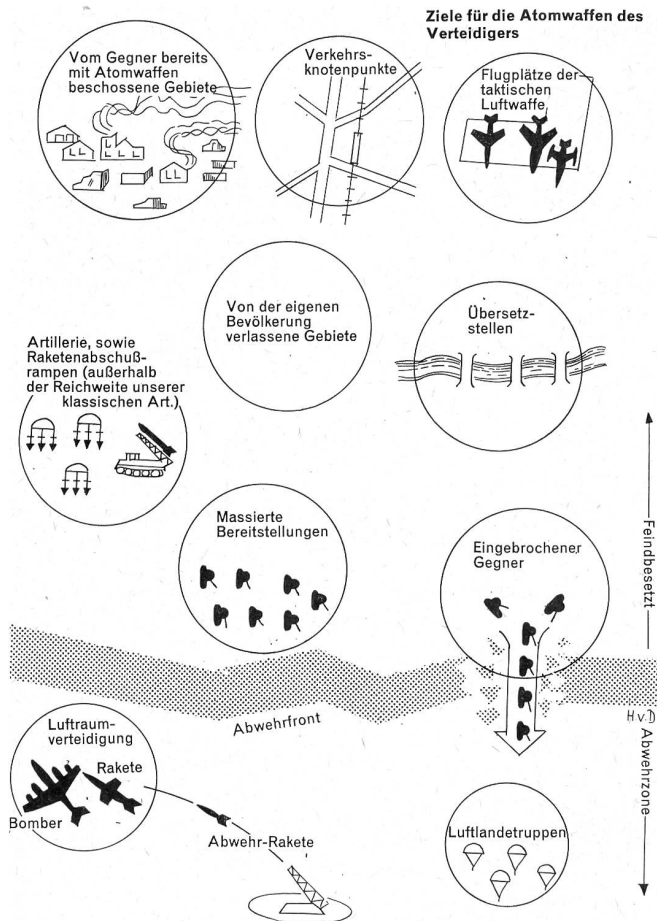 Ziele für die Atomwaffen des
Verteidigers
Vom Gegner bereits
mit Atomwaffen
beschossene Gebiete
Verkehrs-
knotenpunkte
Flugplätze der
taktischen
Luftwaffe
Von der eigenen
Bevölkerung
verlassene Gebiete
Übersetz-
stellen
Artillerie, sowie
Raketenabschuß-
rampen (außerhalb
der Reichweite unserer
klassischen Art.)
Massierte
Bereitstellungen
Eingebrochener
Gegner
Feindbesetzt
Abwehrfront
H.v.D
Abwehrzone
Luftraum-
verteidigung
Rakete
Bomber
Abwehr-Rakete
Luftlandetruppen